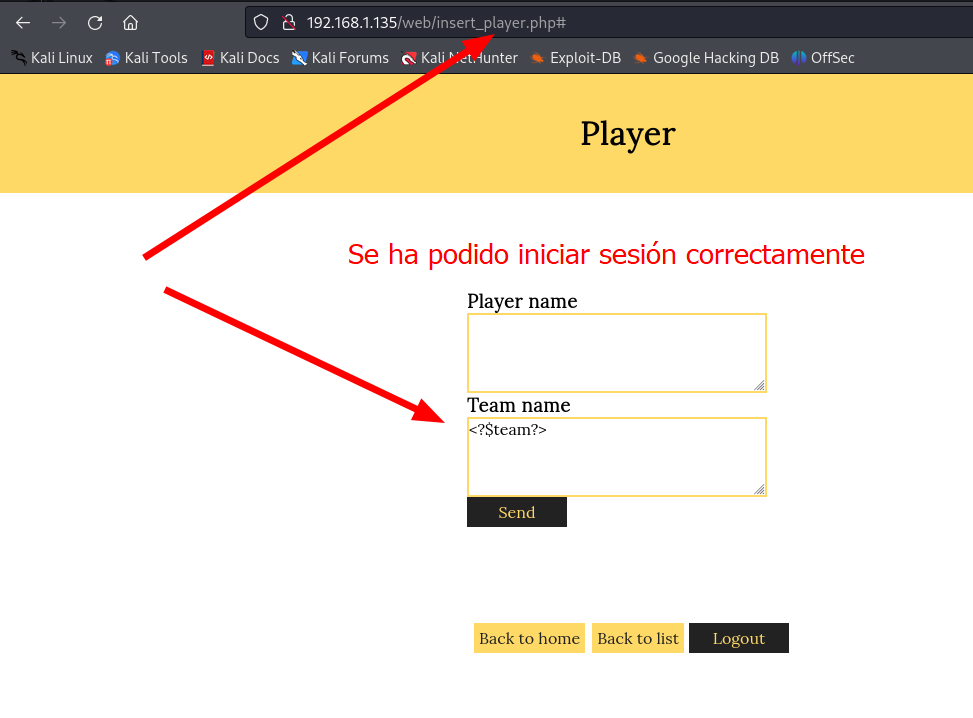 192.168.1.135/web/insert_player.php#
Kali Linux Kali Tools Kali Docs Kali Forums Kali NetHunter Exploit-DB Google Hacking DB OffSec
Player
Se ha podido iniciar sesión correctamente
Player name
Team name
<?$team?>
Send
Back to home Back to list Logout